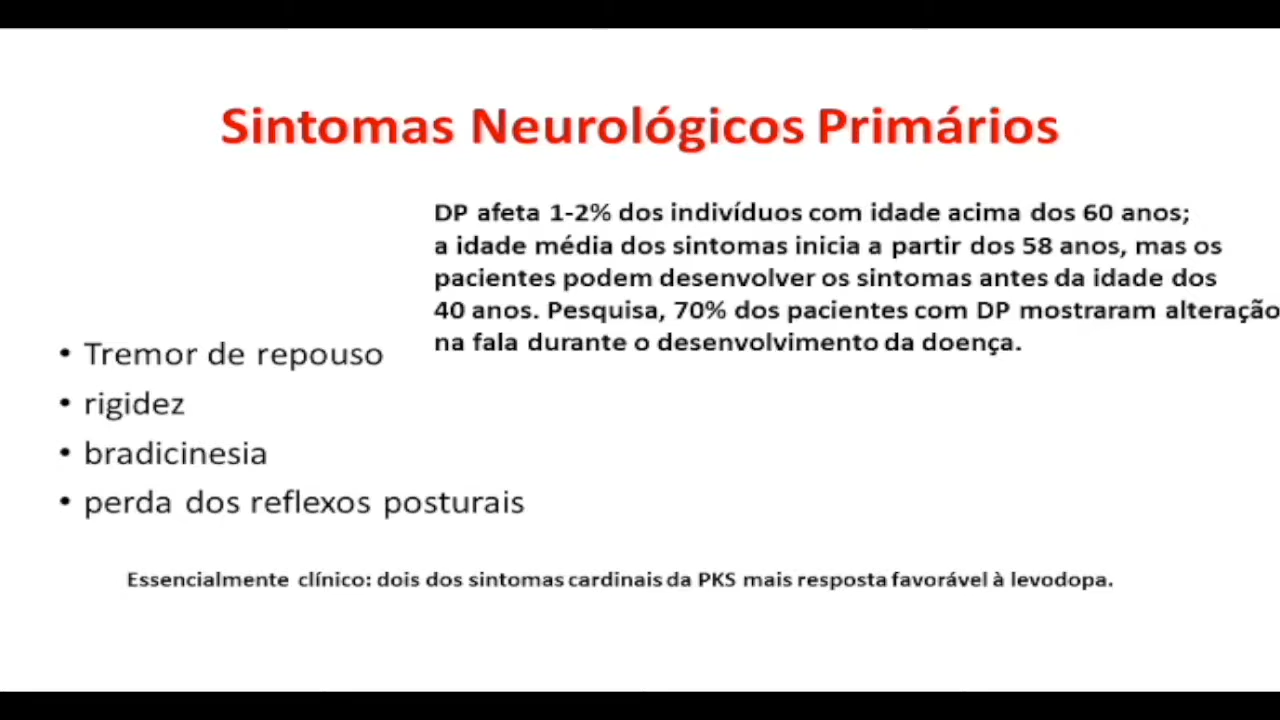 Sintomas Neurológicos Primários
DP afeta 1-2% dos indivíduos com idade acima dos 60 anos;
a idade média dos sintomas inicia a partir dos 58 anos, mas os
pacientes podem desenvolver os sintomas antes da idade dos
40 anos. Pesquisa, 70% dos pacientes com DP mostraram alteração
na fala durante o desenvolvimento da doença.
• Tremor de repouso
• rigidez
• bradicinesia
• perda dos reflexos posturais
Essencialmente clínico: dois dos sintomas cardinais da PKS mais resposta favorável à levodopa.